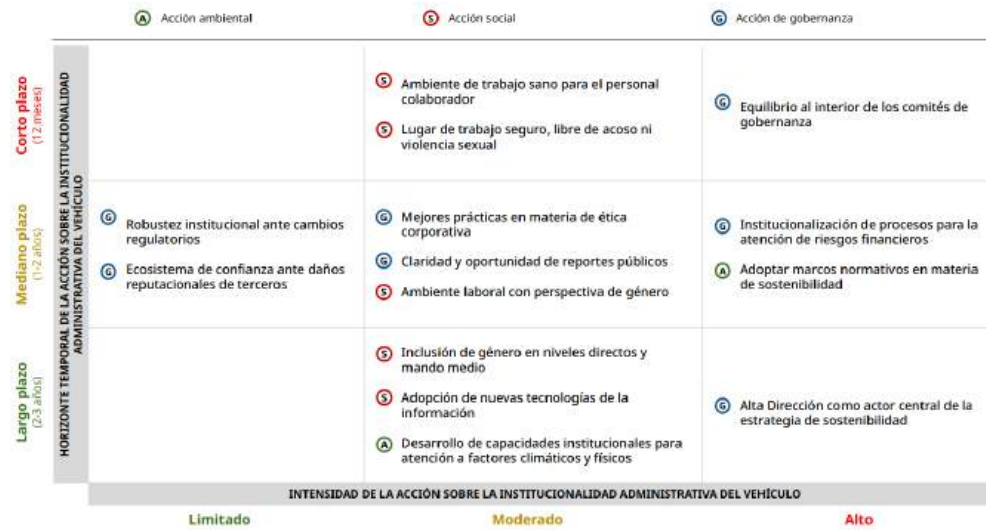 A Acción ambiental
S Acción social
G Acción de gobernanza
HORIZONTE TEMPORAL DE LA ACCIÓN SOBRE LA INSTITUCIONALIDAD
ADMINISTRATIVA DEL VEHÍCULO
Corto plazo
(12 meses)
S Ambiente de trabajo sano para el personal
colaborador
S Lugar de trabajo seguro, libre de acoso ni
violencia sexual
G Equilibrio al interior de los comités de
gobernanza
Mediano plazo
(1-2 años)
G Robustez institucional ante cambios
regulatorios
G Ecosistema de confianza ante daños
reputacionales de terceros
G Mejores prácticas en materia de ética
corporativa
G Claridad y oportunidad de reportes públicos
S Ambiente laboral con perspectiva de género
G Institucionalización de procesos para la
atención de riesgos financieros
A Adoptar marcos normativos en materia
de sostenibilidad
Largo plazo
(2-3 años)
S Inclusión de género en niveles directos y
mando medio
S Adopción de nuevas tecnologías de la
información
A Desarrollo de capacidades institucionales para
atención a factores climáticos y físicos
G Alta Dirección como actor central de la
estrategia de sostenibilidad
INTENSIDAD DE LA ACCIÓN SOBRE LA INSTITUCIONALIDAD ADMINISTRATIVA DEL VEHÍCULO
Limitado
Moderado
Alto